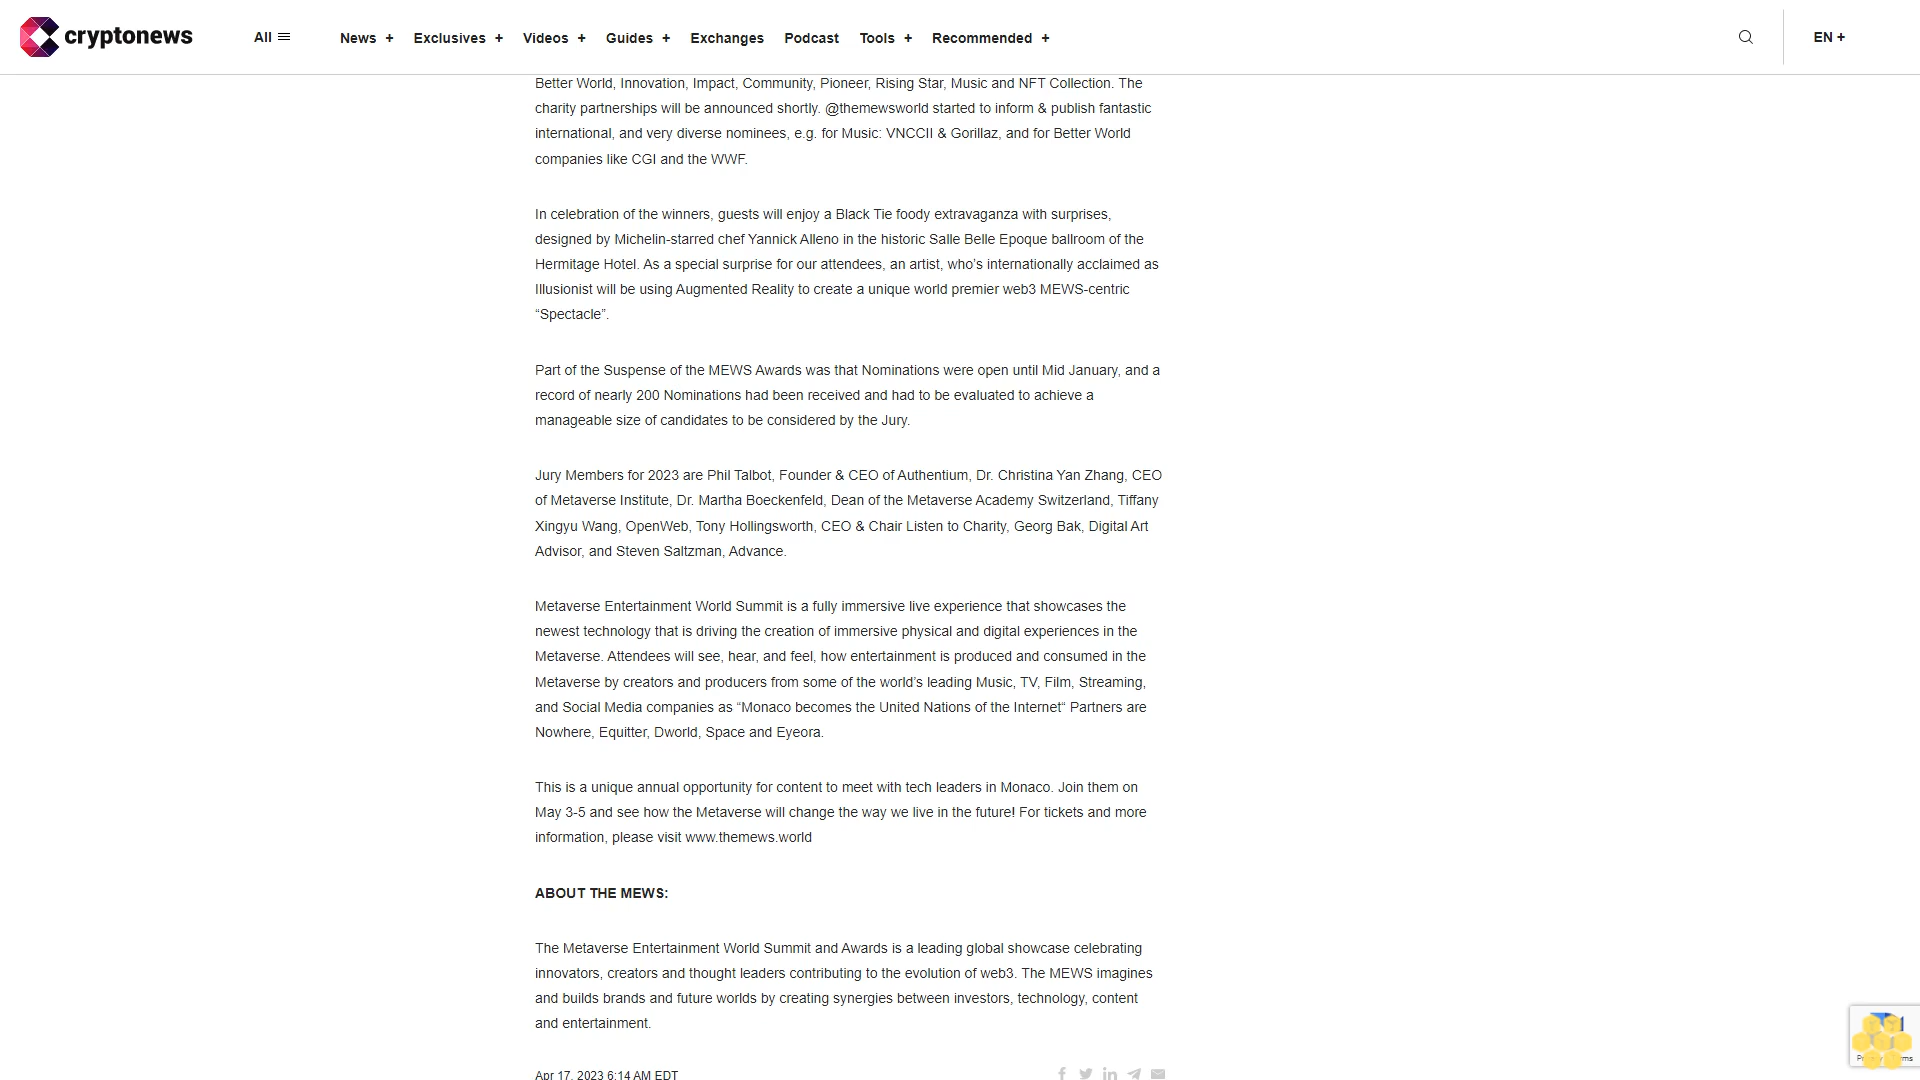 cryptonews
All
News +
Exclusives +
Videos +
Guides +
Exchanges
Podcast
Tools +
Recommended +
EN +
Better World, Innovation, Impact, Community, Pioneer, Rising Star, Music and NFT Collection. The
charity partnerships will be announced shortly. @themewsworld started to inform & publish fantastic
international, and very diverse nominees, e.g. for Music: VNCCII & Gorillaz, and for Better World
companies like CGI and the WWF.
In celebration of the winners, guests will enjoy a Black Tie foody extravaganza with surprises,
designed by Michelin-starred chef Yannick Alleno in the historic Salle Belle Epoque ballroom of the
Hermitage Hotel. As a special surprise for our attendees, an artist, who’s internationally acclaimed as
Illusionist will be using Augmented Reality to create a unique world premier web3 MEWS-centric
“Spectacle”.
Part of the Suspense of the MEWS Awards was that Nominations were open until Mid January, and a
record of nearly 200 Nominations had been received and had to be evaluated to achieve a
manageable size of candidates to be considered by the Jury.
Jury Members for 2023 are Phil Talbot, Founder & CEO of Authentium, Dr. Christina Yan Zhang, CEO
of Metaverse Institute, Dr. Martha Boeckenfeld, Dean of the Metaverse Academy Switzerland, Tiffany
Xingyu Wang, OpenWeb, Tony Hollingsworth, CEO & Chair Listen to Charity, Georg Bak, Digital Art
Advisor, and Steven Saltzman, Advance.
Metaverse Entertainment World Summit is a fully immersive live experience that showcases the
newest technology that is driving the creation of immersive physical and digital experiences in the
Metaverse. Attendees will see, hear, and feel, how entertainment is produced and consumed in the
Metaverse by creators and producers from some of the world’s leading Music, TV, Film, Streaming,
and Social Media companies as “Monaco becomes the United Nations of the Internet“ Partners are
Nowhere, Equitter, Dworld, Space and Eyeora.
This is a unique annual opportunity for content to meet with tech leaders in Monaco. Join them on
May 3-5 and see how the Metaverse will change the way we live in the future! For tickets and more
information, please visit www.themews.world
ABOUT THE MEWS:
The Metaverse Entertainment World Summit and Awards is a leading global showcase celebrating
innovators, creators and thought leaders contributing to the evolution of web3. The MEWS imagines
and builds brands and future worlds by creating synergies between investors, technology, content
and entertainment.
Apr 17, 2023 6:14 AM EDT